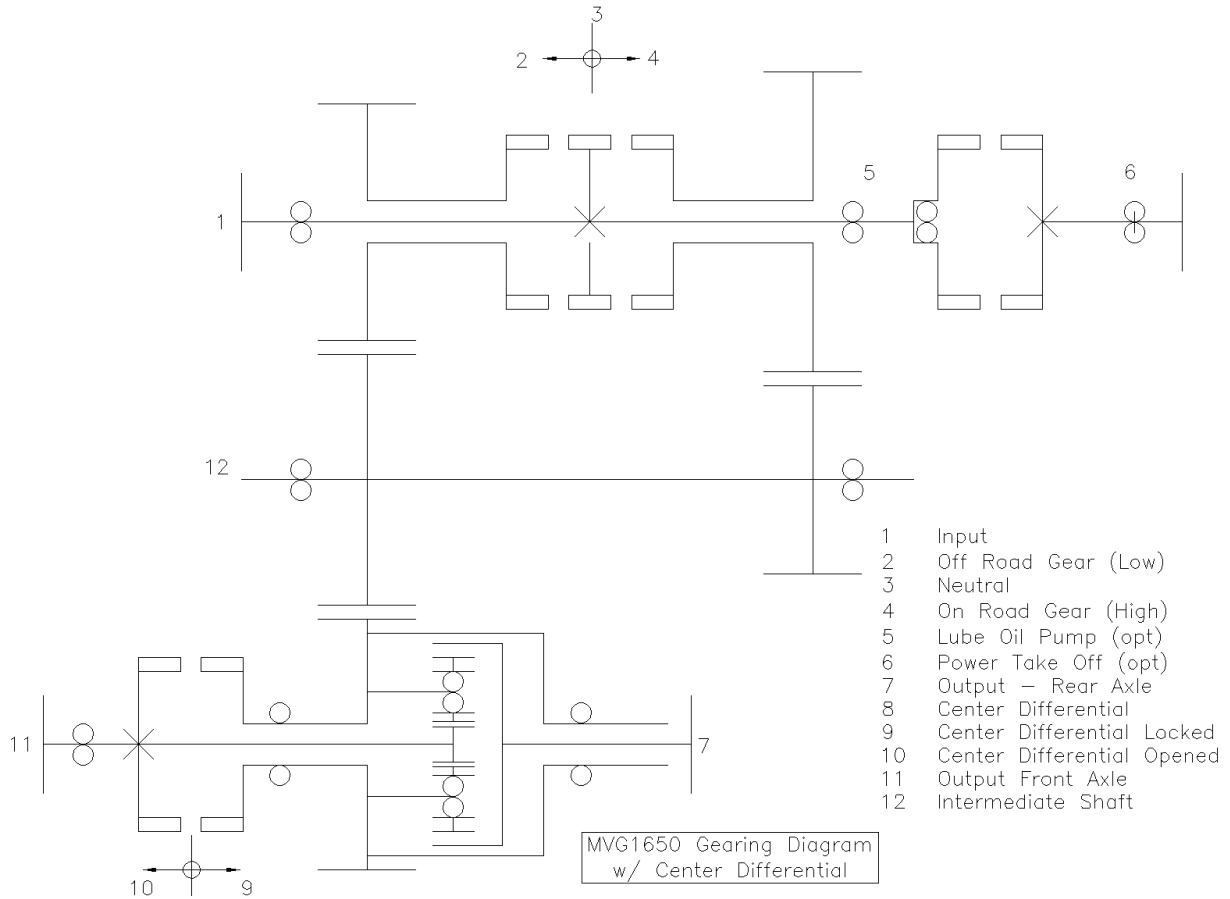 3
2
4
5
6
1
12
1 Input
2 Off Road Gear (Low)
3 Neutral
4 On Road Gear (High)
5 Lube Oil Pump (opt)
6 Power Take Off (opt)
7 Output – Rear Axle
8 Center Differential
9 Center Differential Locked
10 Center Differential Opened
11 Output Front Axle
12 Intermediate Shaft
11
7
10
9
MVG1650 Gearing Diagram
w/ Center Differential